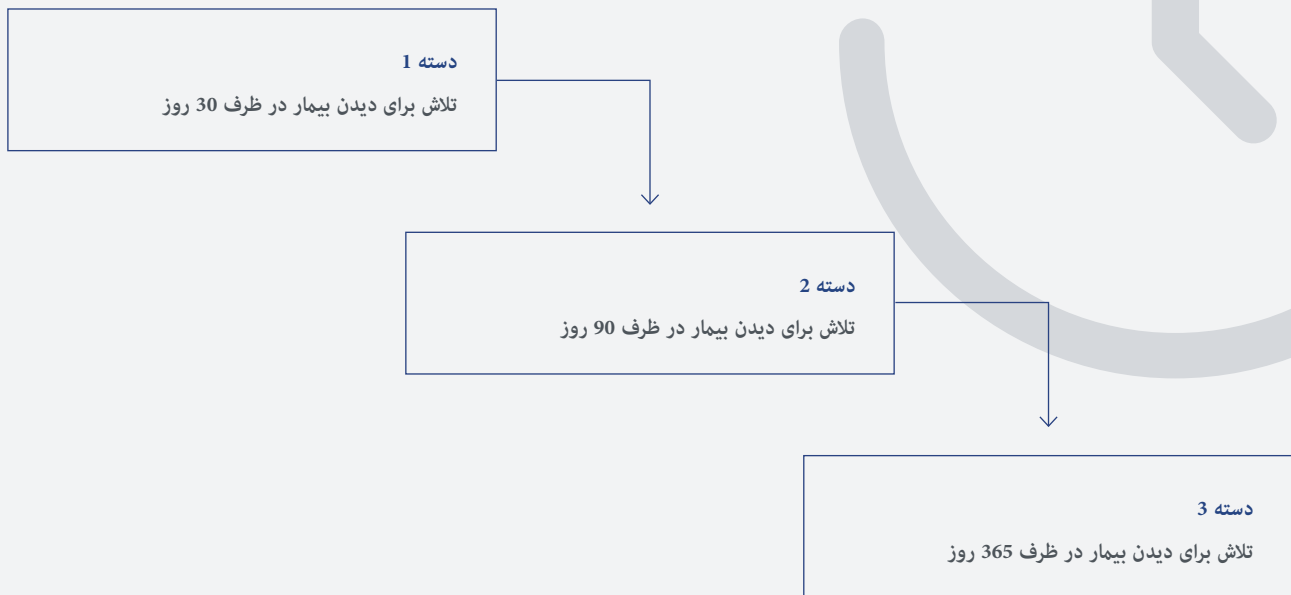 دسته 1
تلاش برای دیدن بیمار در ظرف 30 روز
دسته 2
تلاش برای دیدن بیمار در ظرف 90 روز
دسته 3
تلاش برای دیدن بیمار در ظرف 365 روز